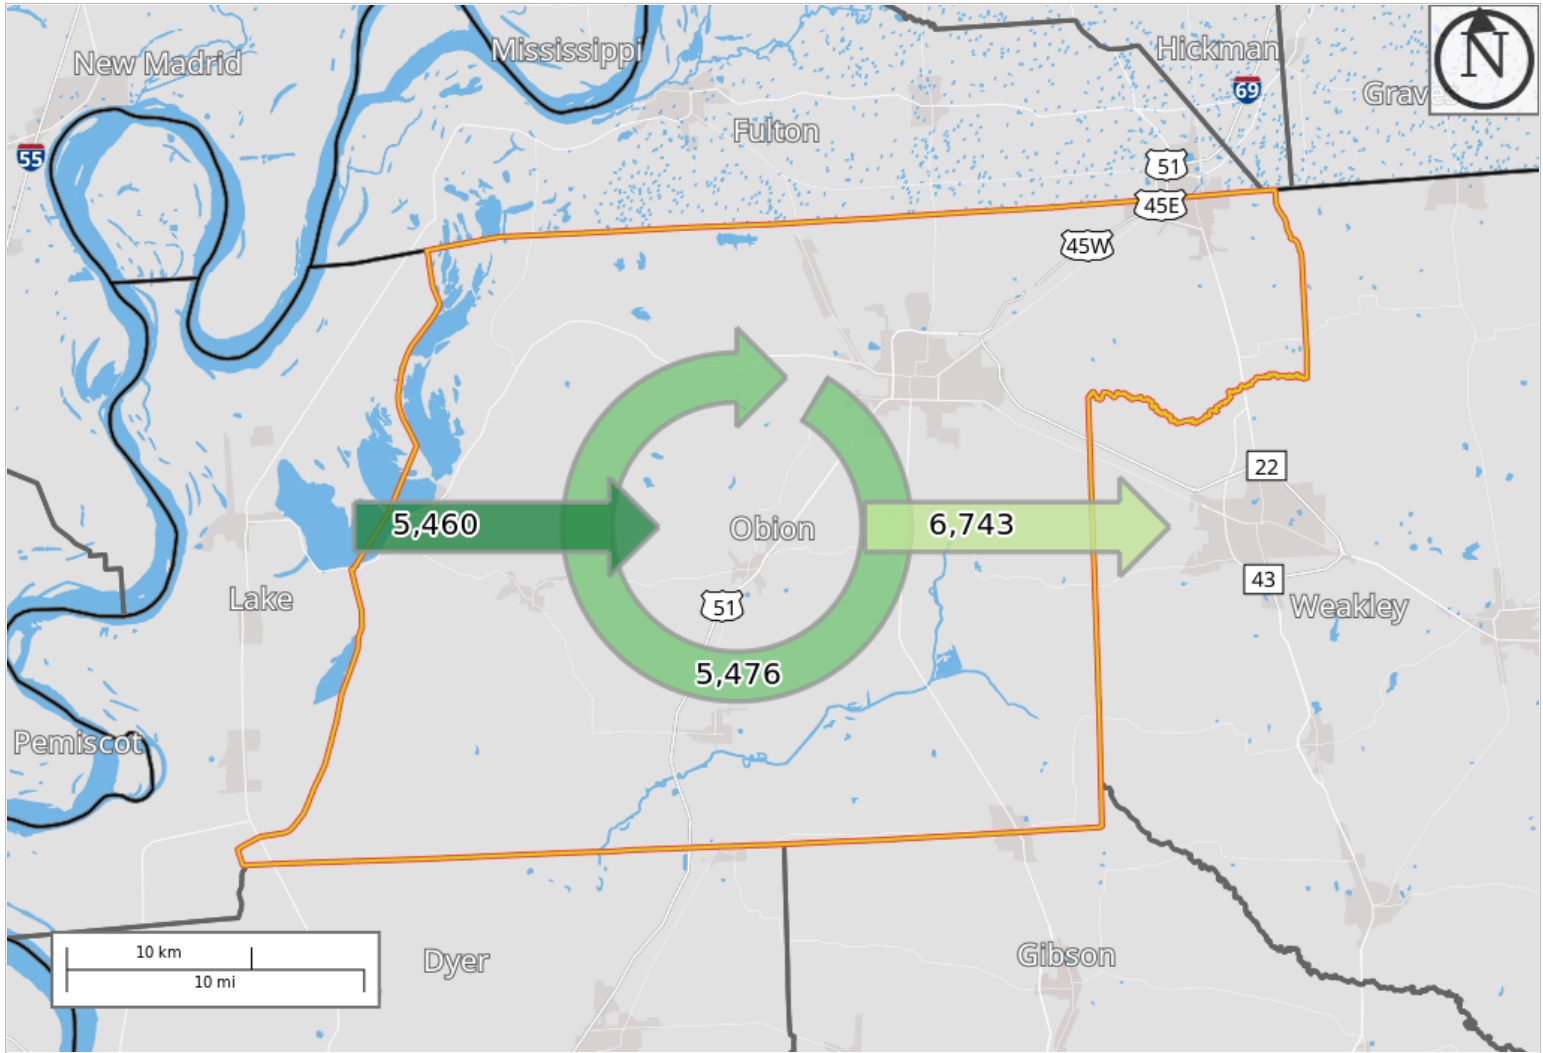 New Madrid
Mississippi
Hickman
N
69
Graves
55
Fulton
51
45E
45W
22
5,460
Obion
6,743
43
Lake
51
Weakley
5,476
Pemiscot
10 km
10 mi
Dyer
Gibson